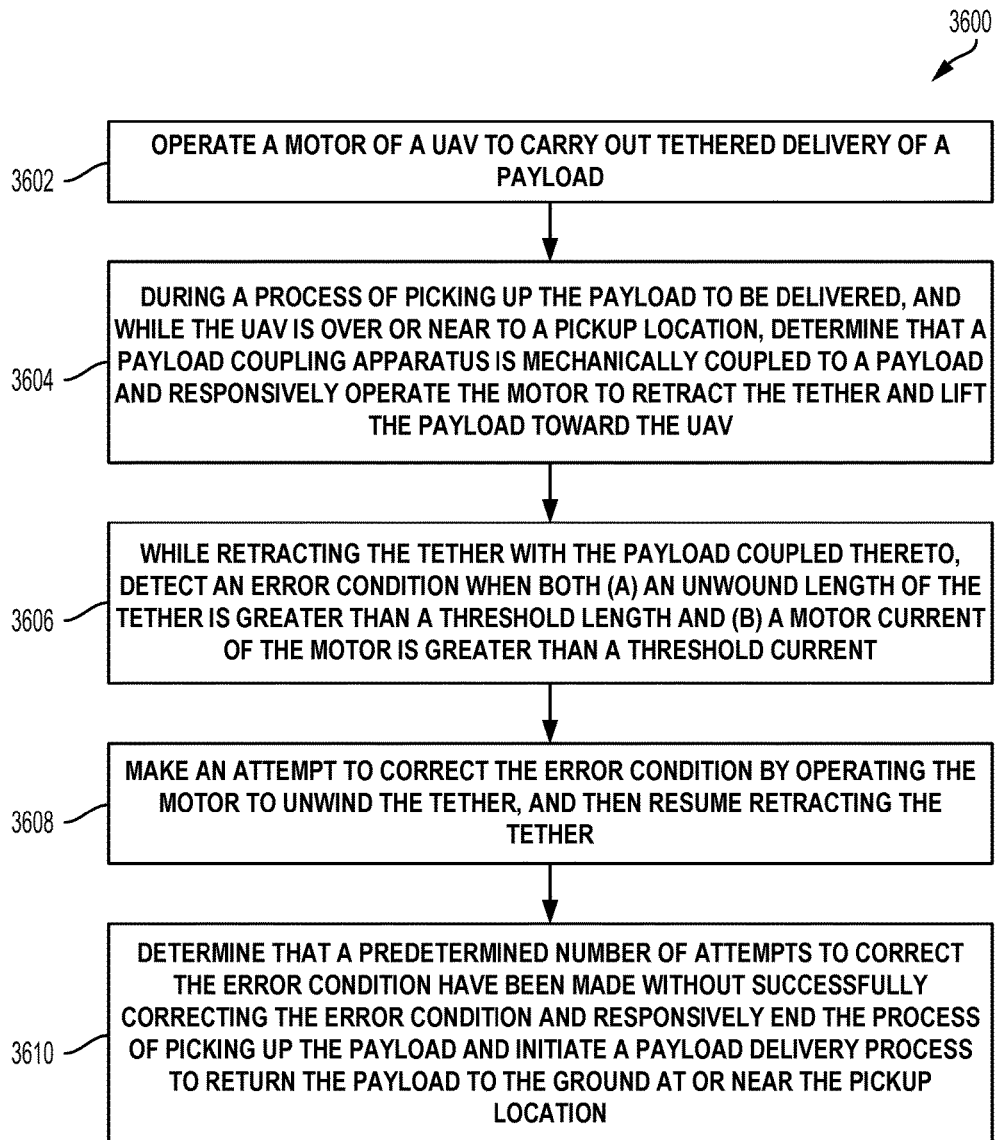 3600
3602
OPERATE A MOTOR OF A UAV TO CARRY OUT TETHERED DELIVERY OF A
PAYLOAD
3604
DURING A PROCESS OF PICKING UP THE PAYLOAD TO BE DELIVERED, AND
WHILE THE UAV IS OVER OR NEAR TO A PICKUP LOCATION, DETERMINE THAT A
PAYLOAD COUPLING APPARATUS IS MECHANICALLY COUPLED TO A PAYLOAD
AND RESPONSIVELY OPERATE THE MOTOR TO RETRACT THE TETHER AND LIFT
THE PAYLOAD TOWARD THE UAV
3606
WHILE RETRACTING THE TETHER WITH THE PAYLOAD COUPLED THERETO,
DETECT AN ERROR CONDITION WHEN BOTH (A) AN UNWOUND LENGTH OF THE
TETHER IS GREATER THAN A THRESHOLD LENGTH AND (B) A MOTOR CURRENT
OF THE MOTOR IS GREATER THAN A THRESHOLD CURRENT
3608
MAKE AN ATTEMPT TO CORRECT THE ERROR CONDITION BY OPERATING THE
MOTOR TO UNWIND THE TETHER, AND THEN RESUME RETRACTING THE
TETHER
3610
DETERMINE THAT A PREDETERMINED NUMBER OF ATTEMPTS TO CORRECT
THE ERROR CONDITION HAVE BEEN MADE WITHOUT SUCCESSFULLY
CORRECTING THE ERROR CONDITION AND RESPONSIVELY END THE PROCESS
OF PICKING UP THE PAYLOAD AND INITIATE A PAYLOAD DELIVERY PROCESS
TO RETURN THE PAYLOAD TO THE GROUND AT OR NEAR THE PICKUP
LOCATION